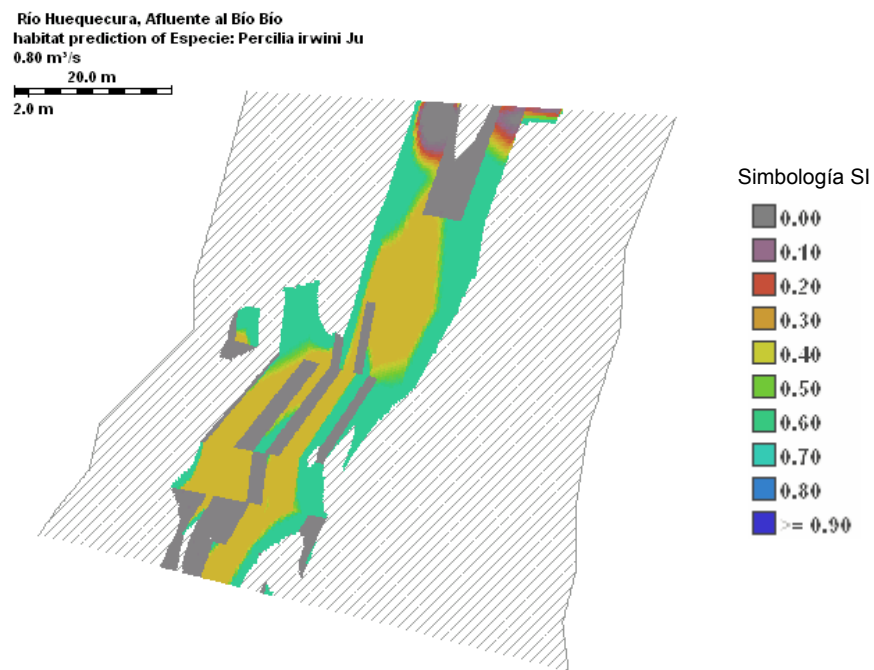 Río Huequecura, Afluente al Bío Bío
habitat prediction of Especie: Percilia irwini Ju
0.80 m³/s
20.0 m
2.0 m
Simbología SI
0.00
0.10
0.20
0.30
0.40
0.50
0.60
0.70
0.80
>= 0.90